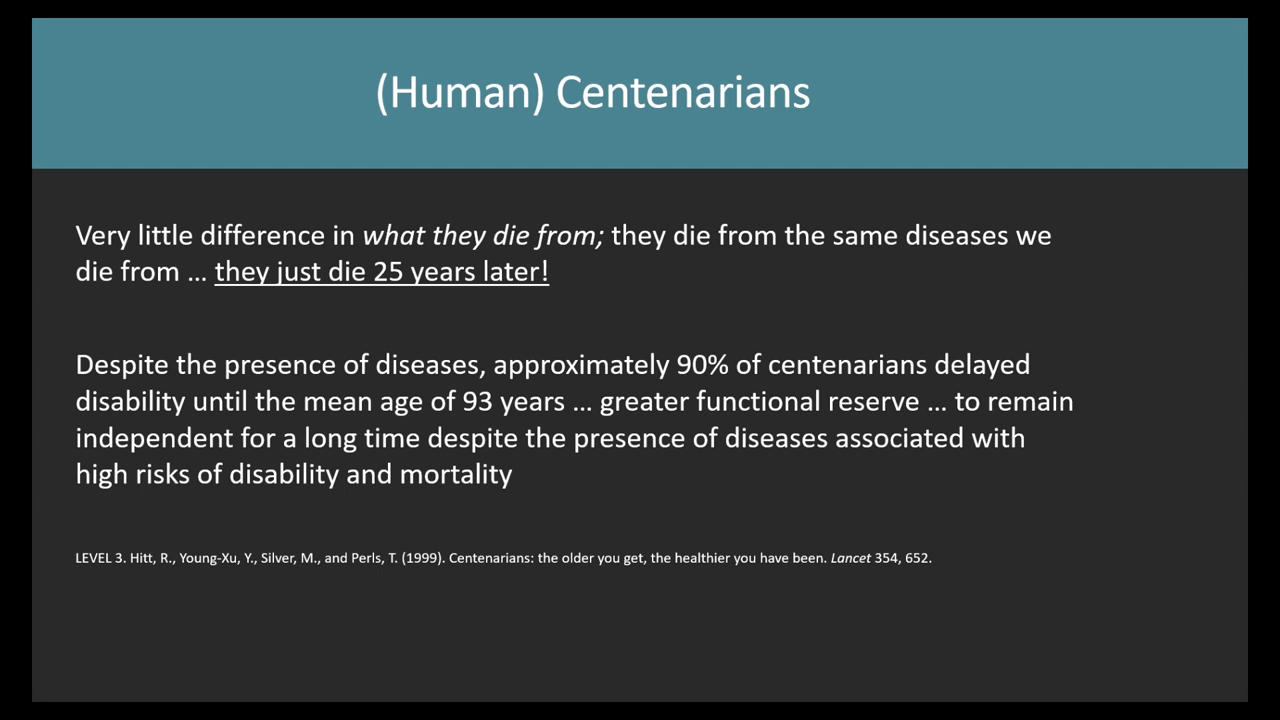 (Human) Centenarians
Very little difference in what they die from; they die from the same diseases we
die from ... they just die 25 years later!
Despite the presence of diseases, approximately 90% of centenarians delayed
disability until the mean age of 93 years ... greater functional reserve ... to remain
independent for a long time despite the presence of diseases associated with
high risks of disability and mortality
LEVEL 3. Hitt, R., Young-Xu, Y., Silver, M., and Perls, T. (1999). Centenarians: the older you get, the healthier you have been. Lancet 354, 652.